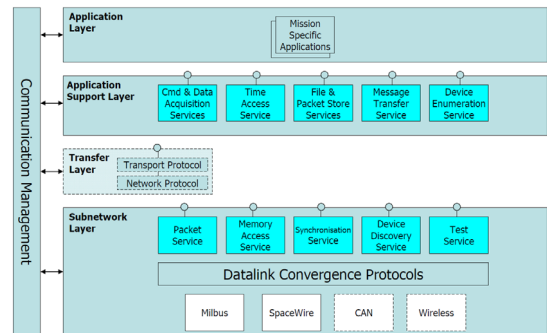 Communication Management
Application
Layer
Mission
Specific
Applications
Application
Support Layer
Cmd & Data
Acquisition
Services
Time
Access
Service
File &
Packet Store
Services
Message
Transfer
Service
Device
Enumeration
Service
Transfer
Layer
Transport Protocol
Network Protocol
Subnetwork
Layer
Packet
Service
Memory
Access
Service
Synchronisation
Service
Device
Discovery
Service
Test
Service
Datalink Convergence Protocols
Milbus
SpaceWire
CAN
Wireless